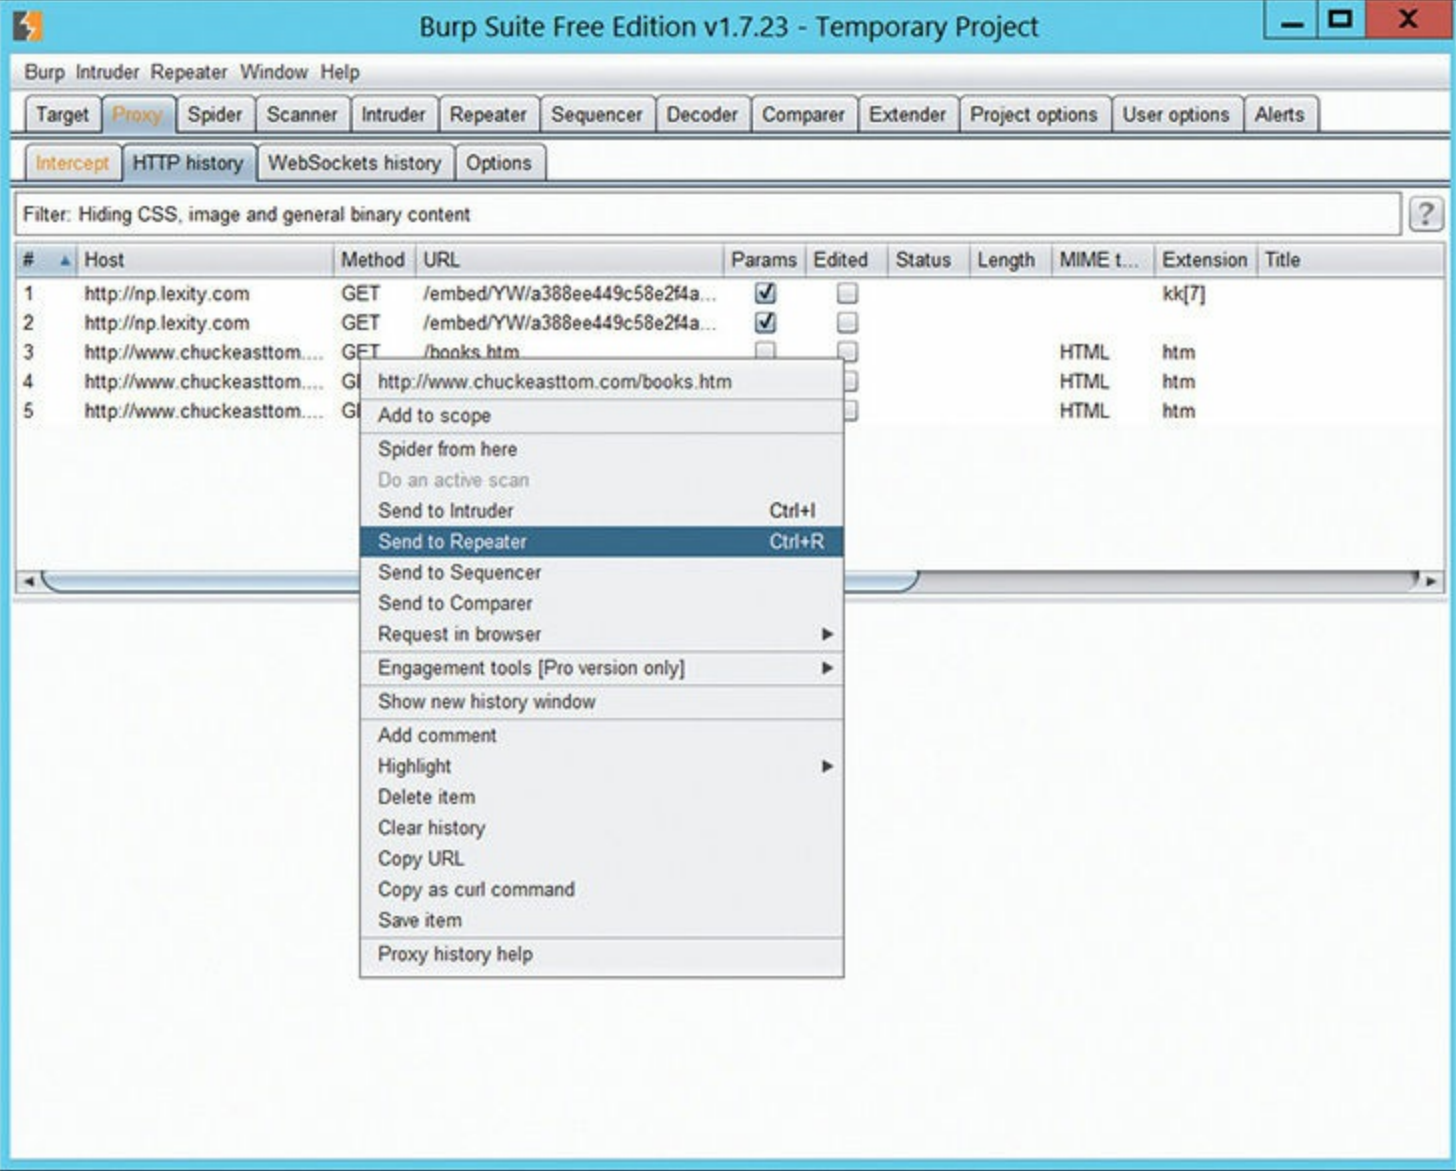 Burp Suite Free Edition v1.7.23 - Temporary Project
X
Burp Intruder Repeater Window Help
Target Proxy Spider Scanner Intruder Repeater Sequencer Decoder Comparer Extender Project options User options Alerts
Intercept HTTP history WebSockets history Options
Filter: Hiding CSS, image and general binary content ?
# Host Method URL Params Edited Status Length MIME t... Extension Title
1 http://np.lexity.com GET /embed/YW/a388ee449c58e2f4a... kk[7]
2 http://np.lexity.com GET /embed/YW/a388ee449c58e2f4a...
3 http://www.chuckeasttom.... GET /books.htm HTML htm
4 http://www.chuckeasttom.... HTML htm
5 http://www.chuckeasttom.... HTML htm
http://www.chuckeasttom.com/books.htm
Add to scope
Spider from here
Do an active scan
Send to Intruder Ctrl+I
Send to Repeater Ctrl+R
Send to Sequencer
Send to Comparer
Request in browser
Engagement tools [Pro version only]
Show new history window
Add comment
Highlight
Delete item
Clear history
Copy URL
Copy as curl command
Save item
Proxy history help